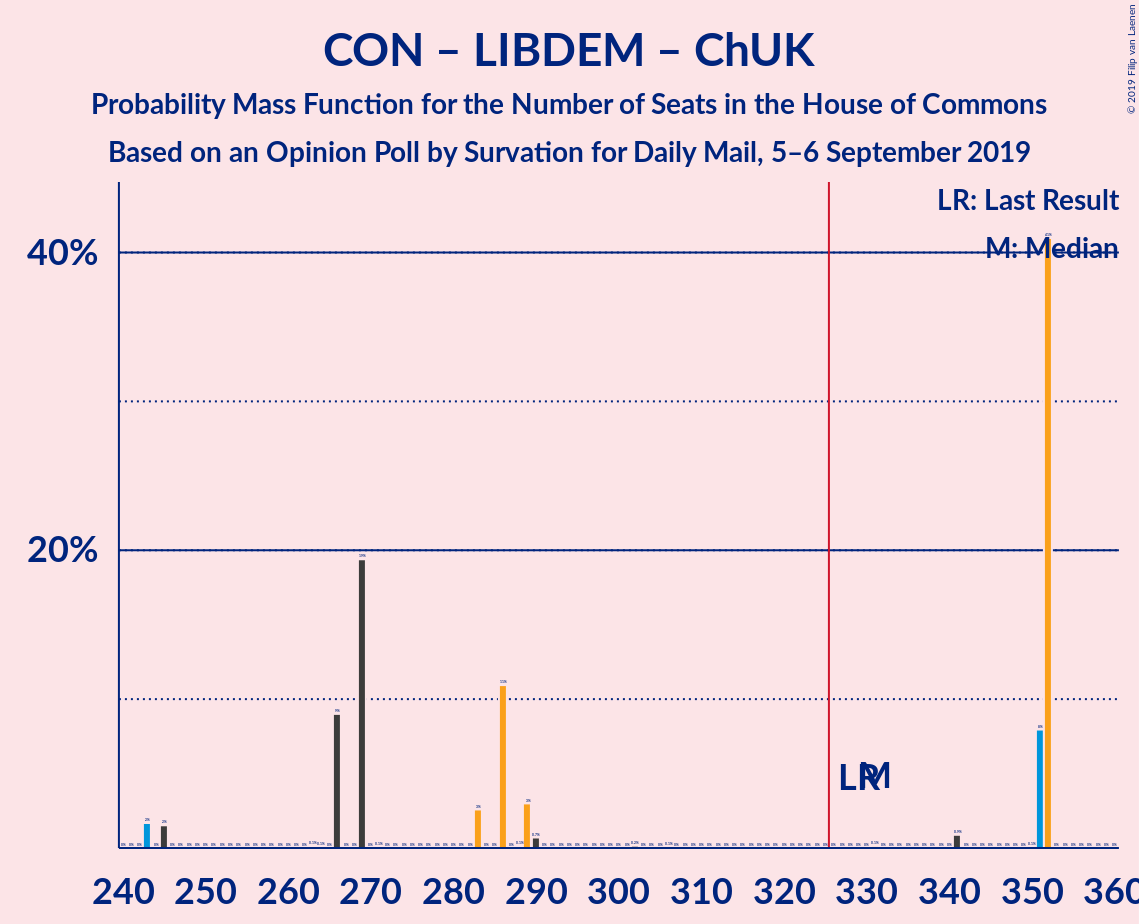 CON – LIBDEM – ChUK
Probability Mass Function for the Number of Seats in the House of Commons
Based on an Opinion Poll by Survation for Daily Mail, 5–6 September 2019
© 2019 Filip van Laenen
LR: Last Result
M: Median
40%
20%
LR
M
240 250 260 270 280 290 300 310 320 330 340 350 360